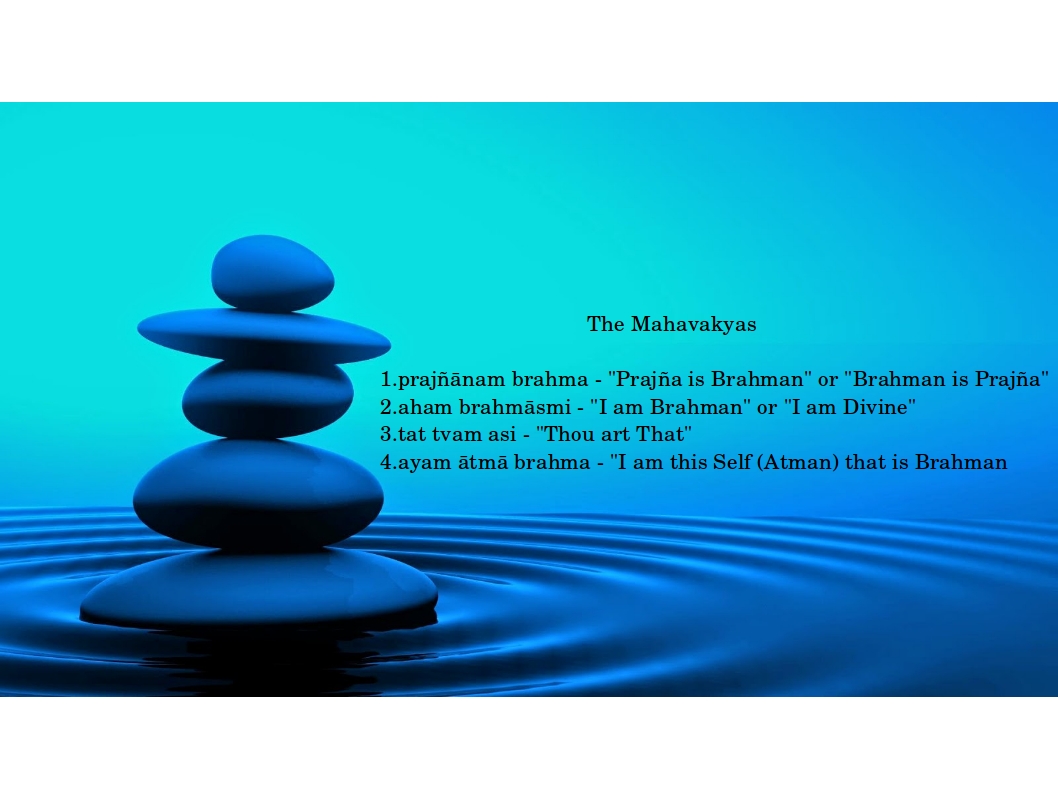 The Mahavakyas
1.prajñānam brahma - "Prajña is Brahman" or "Brahman is Prajña"
2.aham brahmāsmi - "I am Brahman" or "I am Divine"
3.tat tvam asi - "Thou art That"
4.ayam ātmā brahma - "I am this Self (Atman) that is Brahman